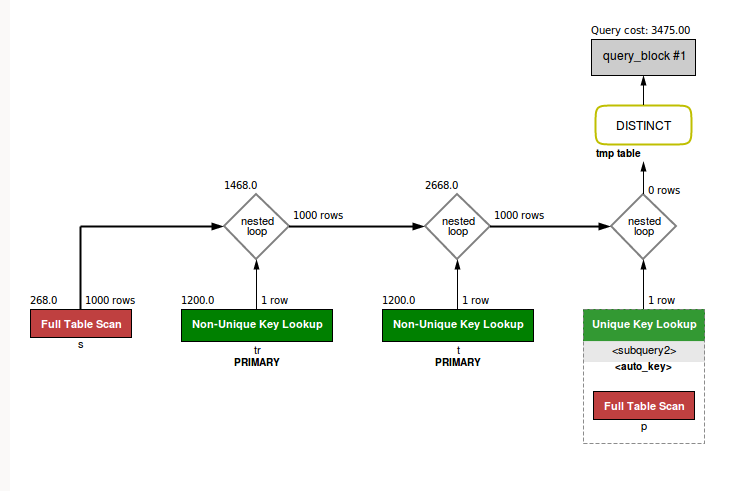 Query cost: 3475.00
query_block #1
DISTINCT
tmp table
1468.0
2668.0
0 rows
nested
loop
1000 rows
nested
loop
1000 rows
nested
loop
268.0
1000 rows
1200.0
1 row
1200.0
1 row
1 row
Full Table Scan
Non-Unique Key Lookup
Non-Unique Key Lookup
Unique Key Lookup
s
tr
t
<subquery2>
PRIMARY
PRIMARY
<auto_key>
Full Table Scan
p